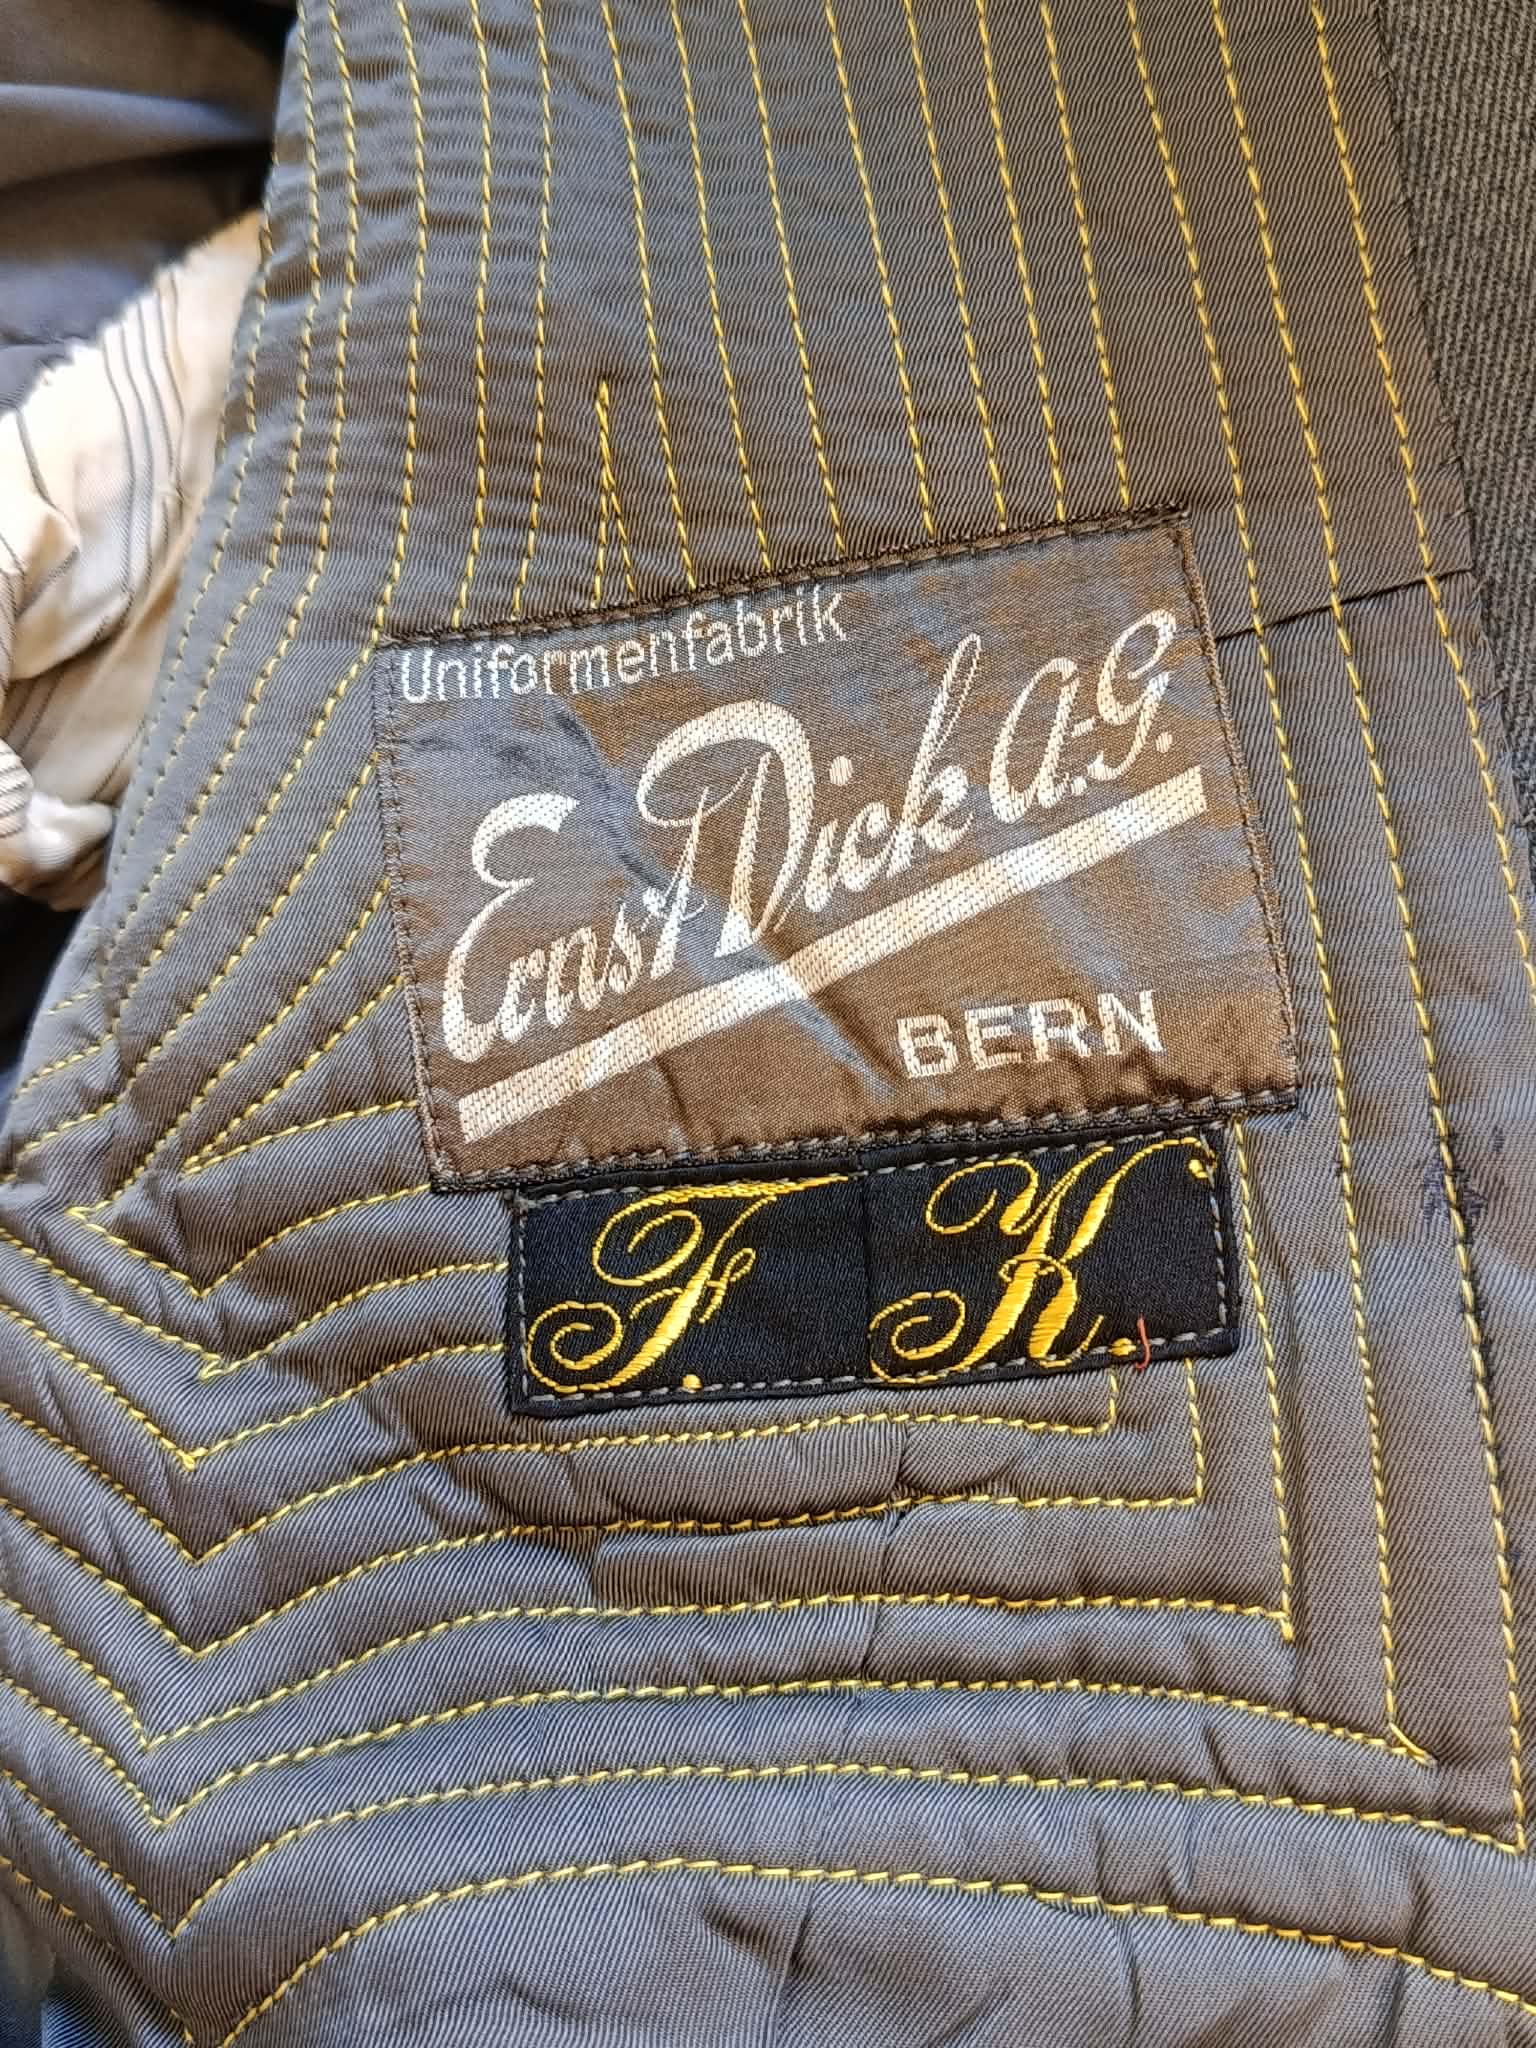 Uniformenfabrik
Ernst Dick A.-G.
BERN
F. K.